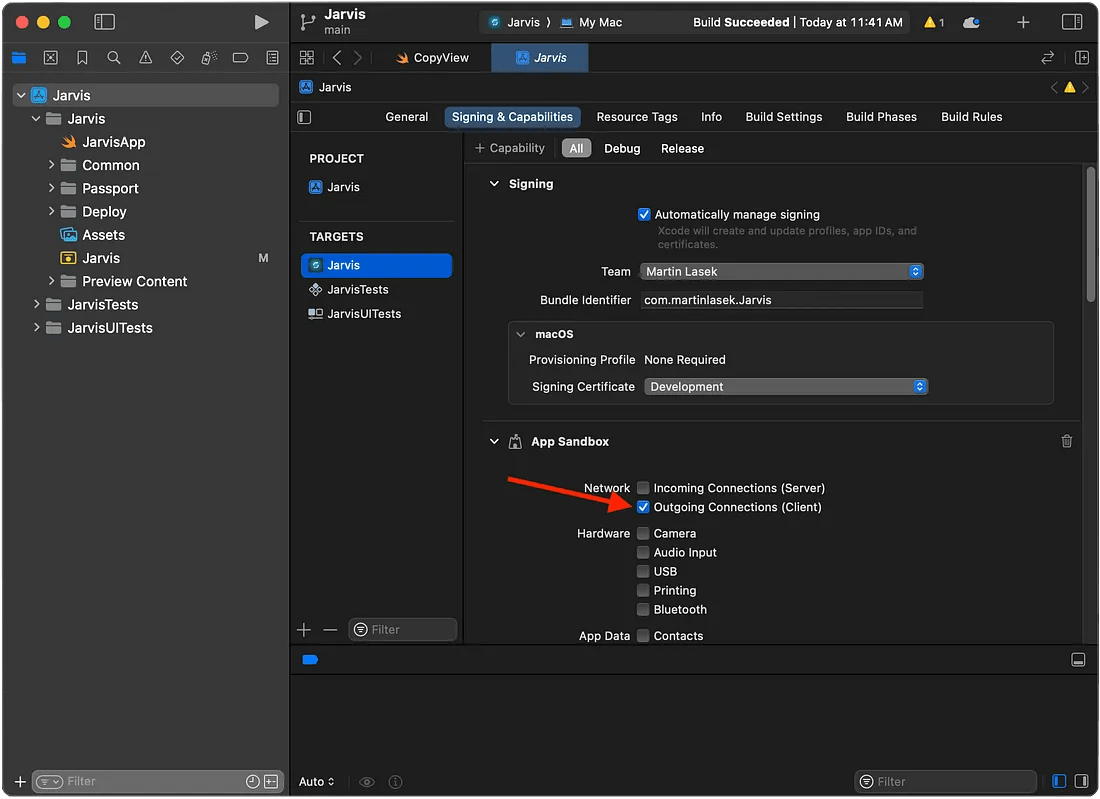 Jarvis
main
Jarvis
My Mac
Build Succeeded | Today at 11:41 AM
1
CopyView
Jarvis
Jarvis
Jarvis
Jarvis
JarvisApp
Common
Passport
Deploy
Assets
Jarvis M
Preview Content
JarvisTests
JarvisUITests
Filter
General
Signing & Capabilities
Resource Tags
Info
Build Settings
Build Phases
Build Rules
PROJECT
Jarvis
TARGETS
Jarvis
JarvisTests
JarvisUITests
Filter
+ Capability
All
Debug
Release
Signing
Automatically manage signing
Xcode will create and update profiles, app IDs, and
certificates.
Team Martin Lasek
Bundle Identifier com.martinlasek.Jarvis
macOS
Provisioning Profile None Required
Signing Certificate Development
App Sandbox
Network Incoming Connections (Server)
Outgoing Connections (Client)
Hardware Camera
Audio Input
USB
Printing
Bluetooth
App Data Contacts
Auto
Filter